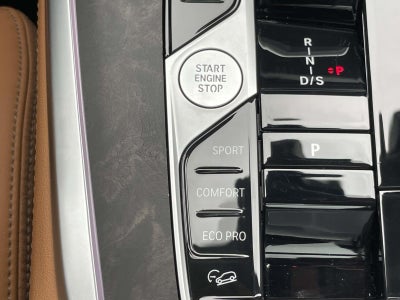 START
ENGINE
STOP
R
N
D/S
P
P
SPORT
COMFORT
ECO PRO